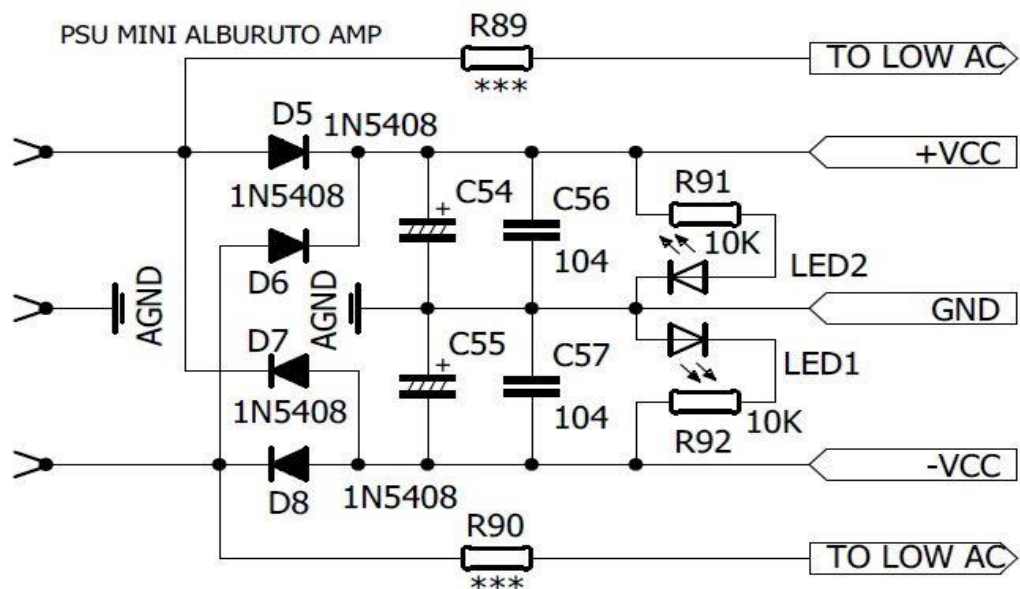 PSU MINI ALBURUTO AMP
R89
***
TO LOW AC
D5
1N5408
+VCC
1N5408
C54
+
C56
104
R91
10K
D6
LED2
AGND
AGND
GND
D7
1N5408
C55
+
C57
104
LED1
R92
10K
D8
1N5408
-VCC
R90
***
TO LOW AC